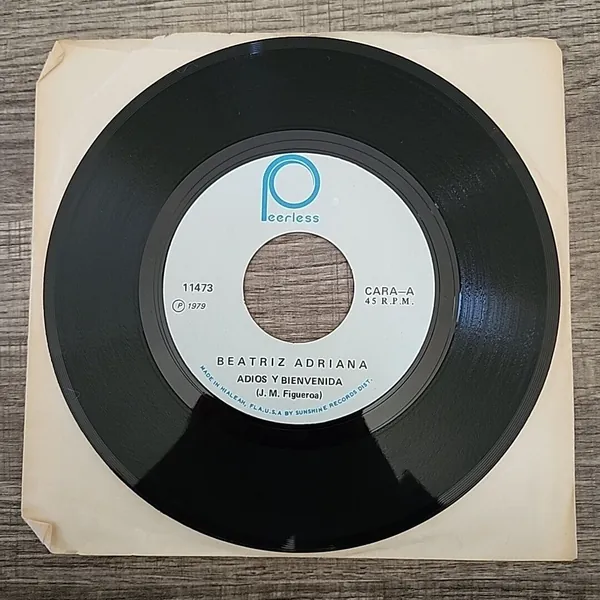 Peerless
11473
CARA—A
Ⓟ 1979
45 R.P.M.
BEATRIZ ADRIANA
ADIOS Y BIENVENIDA
(J. M. Figueroa)
MADE IN HIALEAH, FLA.U.S.A BY SUNSHINE RECORDS DIST.